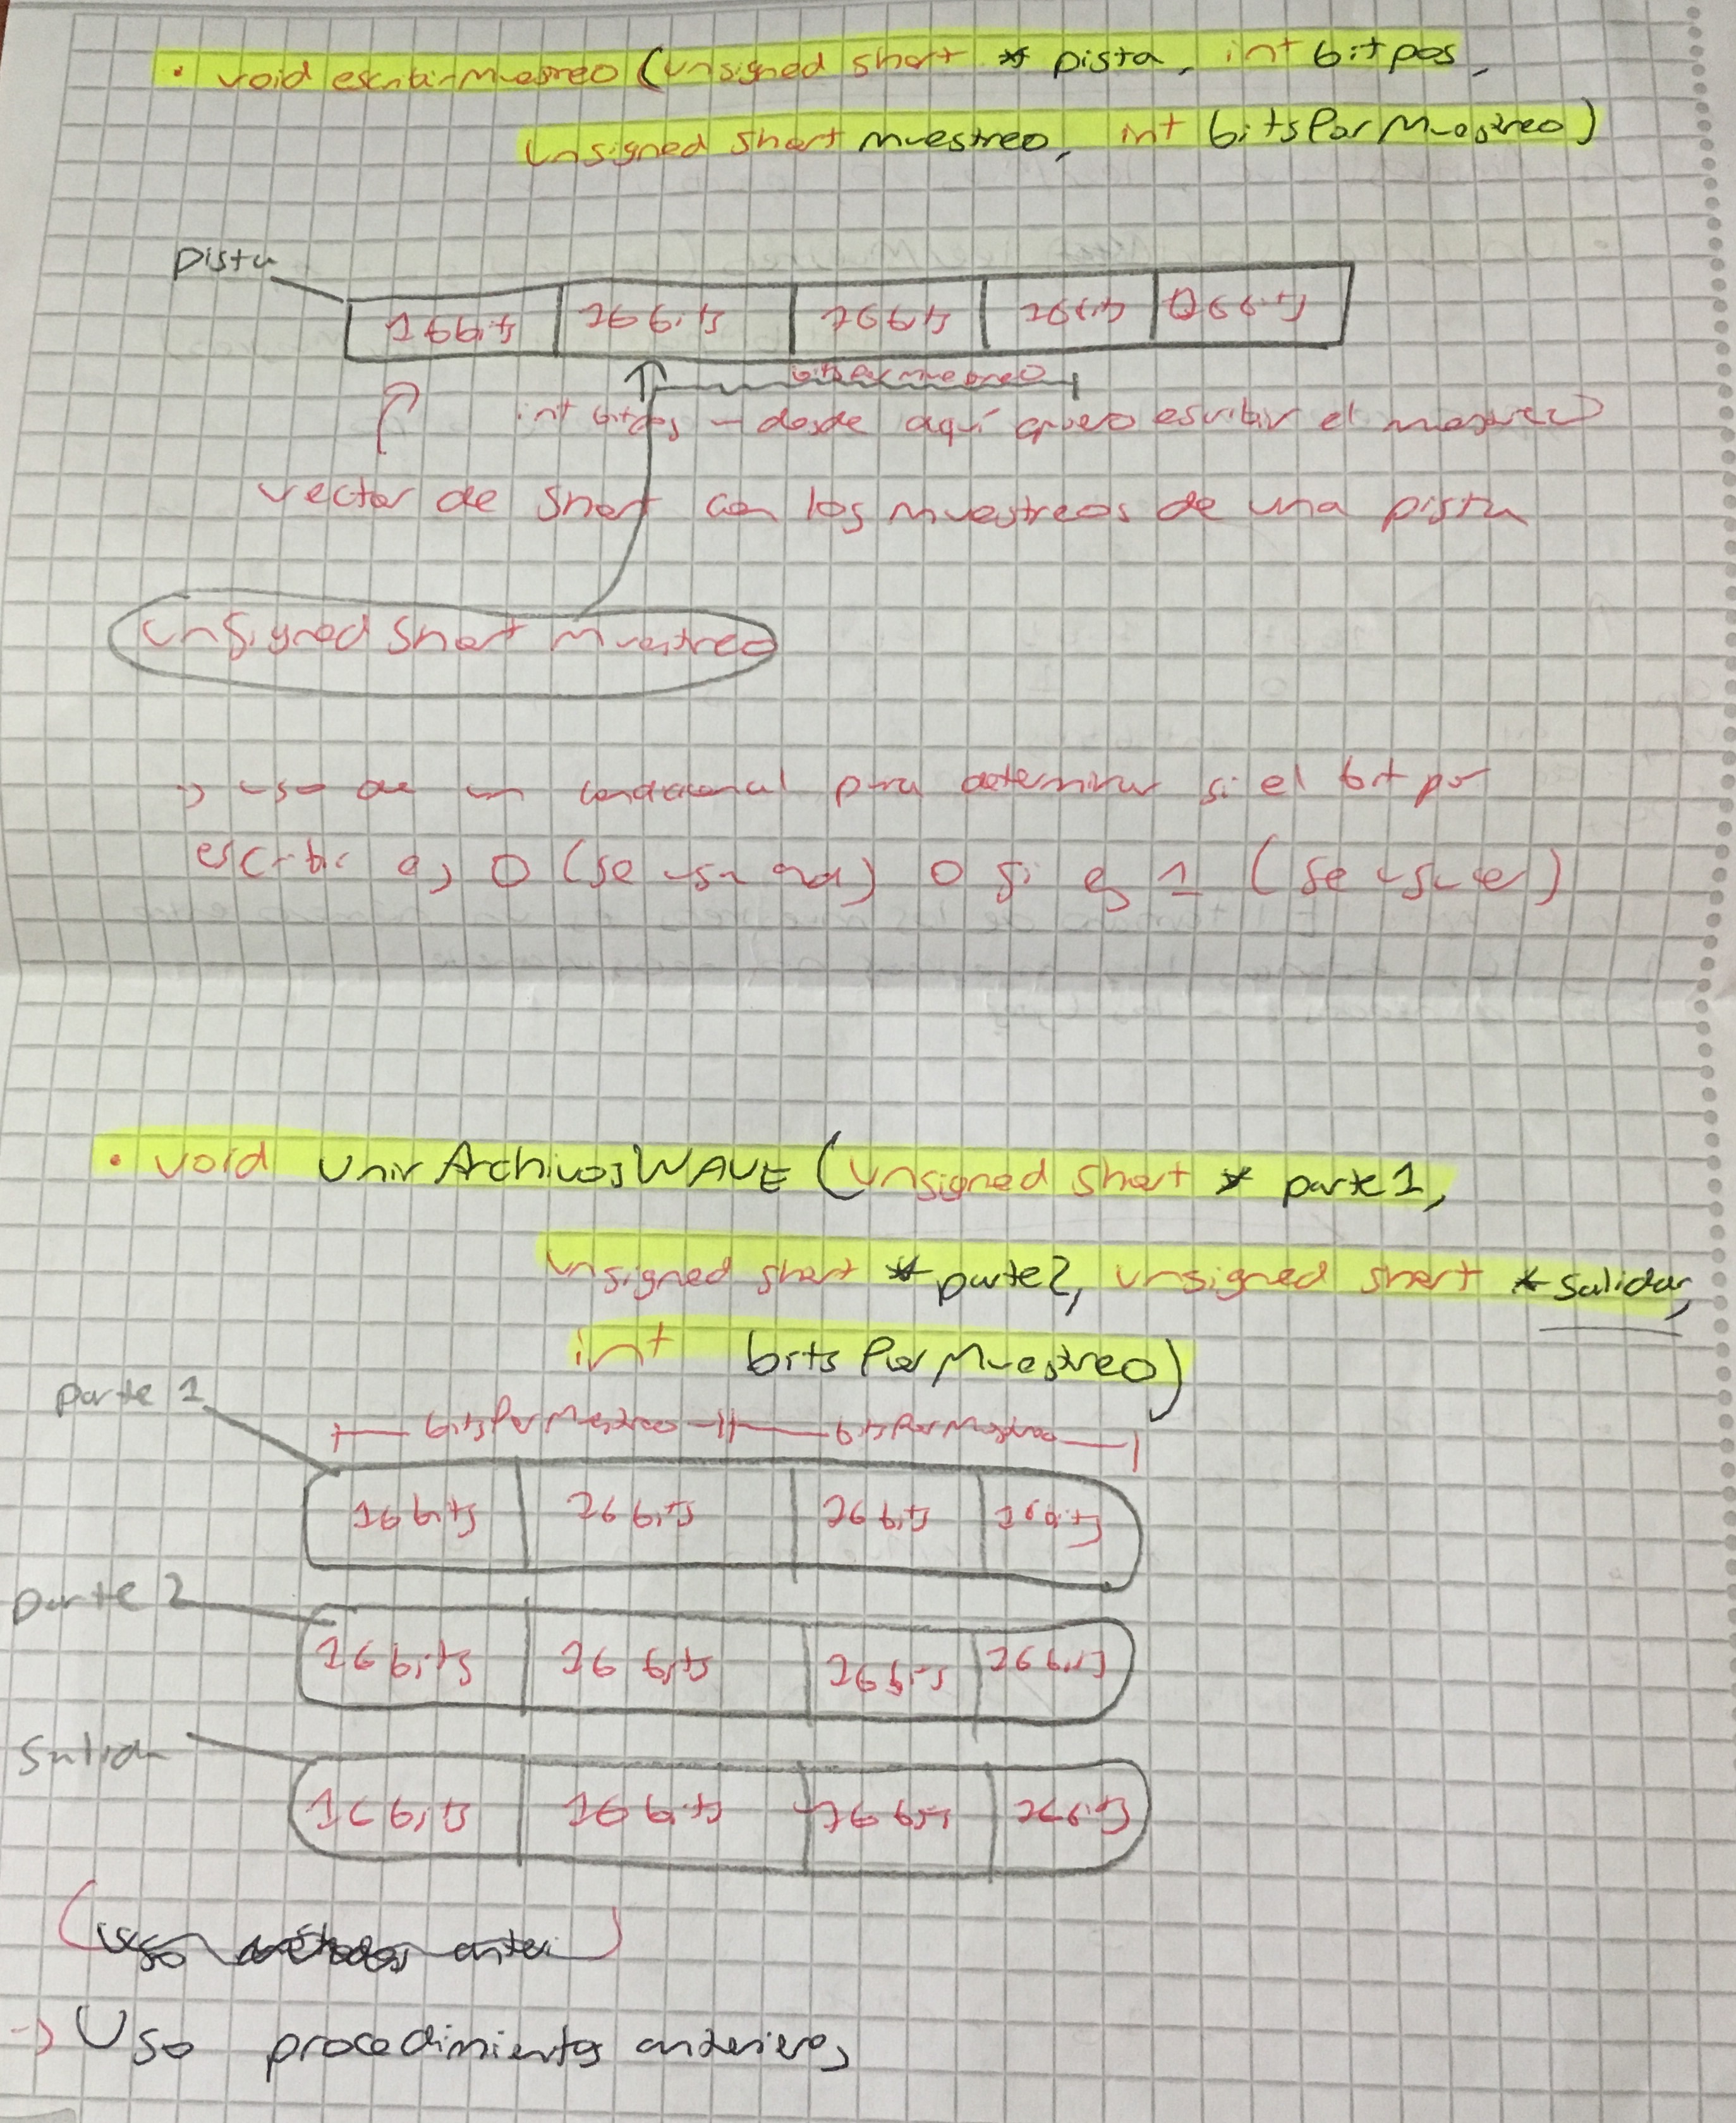 • void escribirMuestreo (unsigned short * pista, int bitpos,
unsigned short muestreo, int bitsPorMuestreo)
pista
16 bits 16 bits 16 bits 16 bits 16 bits
bitsPorMuestreo
int bitpos → desde aquí quiero escribir el muestreo
vector de short con los muestreos de una pista
unsigned short muestreo
→ uso de un condicional para determinar si el bit por
escribir es 0 (se usa and) o si es 1 (se usa or)
• void unirArchivosWAVE (unsigned short * parte1,
unsigned short * parte2, unsigned short * salida,
int bitsPorMuestreo)
parte 1
bitsPorMuestreo bitsPorMuestreo
16 bits 16 bits 16 bits 16 bits
parte 2
16 bits 16 bits 16 bits 16 bits
Salida
16 bits 16 bits 16 bits 16 bits
(Uso métodos anteri)
→ Uso procedimientos anteriores